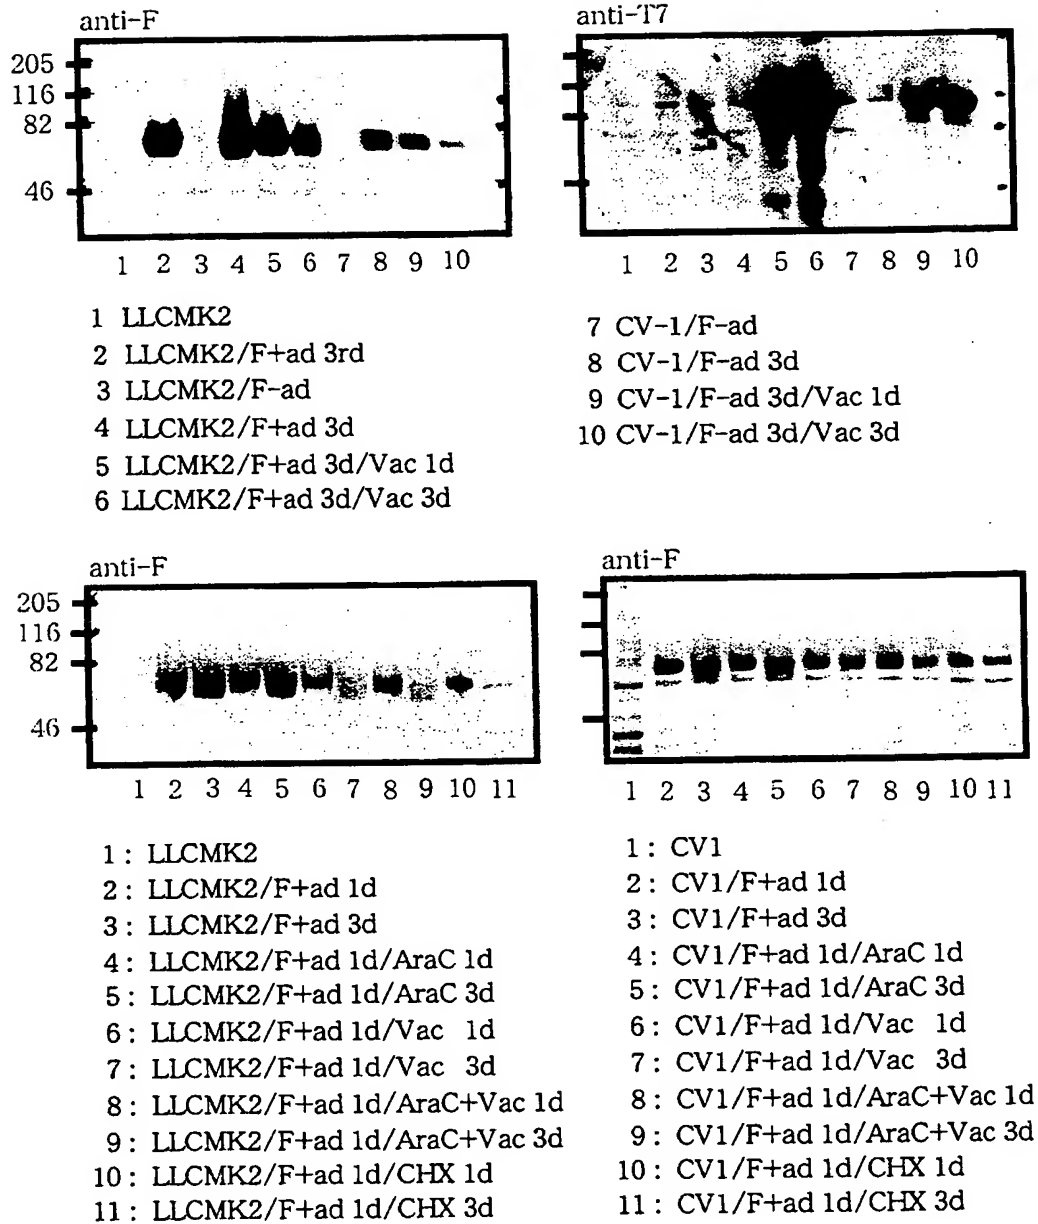 anti-F
205
116
82
46
1 2 3 4 5 6 7 8 9 10
anti-T7
1 2 3 4 5 6 7 8 9 10
1 LLCMK2
2 LLCMK2/F+ad 3rd
3 LLCMK2/F-ad
4 LLCMK2/F+ad 3d
5 LLCMK2/F+ad 3d/Vac 1d
6 LLCMK2/F+ad 3d/Vac 3d
7 CV-1/F-ad
8 CV-1/F-ad 3d
9 CV-1/F-ad 3d/Vac 1d
10 CV-1/F-ad 3d/Vac 3d
anti-F
205
116
82
46
1 2 3 4 5 6 7 8 9 10 11
1 : LLCMK2
2 : LLCMK2/F+ad 1d
3 : LLCMK2/F+ad 3d
4 : LLCMK2/F+ad 1d/AraC 1d
5 : LLCMK2/F+ad 1d/AraC 3d
6 : LLCMK2/F+ad 1d/Vac 1d
7 : LLCMK2/F+ad 1d/Vac 3d
8 : LLCMK2/F+ad 1d/AraC+Vac 1d
9 : LLCMK2/F+ad 1d/AraC+Vac 3d
10 : LLCMK2/F+ad 1d/CHX 1d
11 : LLCMK2/F+ad 1d/CHX 3d
anti-F
1 2 3 4 5 6 7 8 9 10 11
1 : CV1
2 : CV1/F+ad 1d
3 : CV1/F+ad 3d
4 : CV1/F+ad 1d/AraC 1d
5 : CV1/F+ad 1d/AraC 3d
6 : CV1/F+ad 1d/Vac 1d
7 : CV1/F+ad 1d/Vac 3d
8 : CV1/F+ad 1d/AraC+Vac 1d
9 : CV1/F+ad 1d/AraC+Vac 3d
10 : CV1/F+ad 1d/CHX 1d
11 : CV1/F+ad 1d/CHX 3d